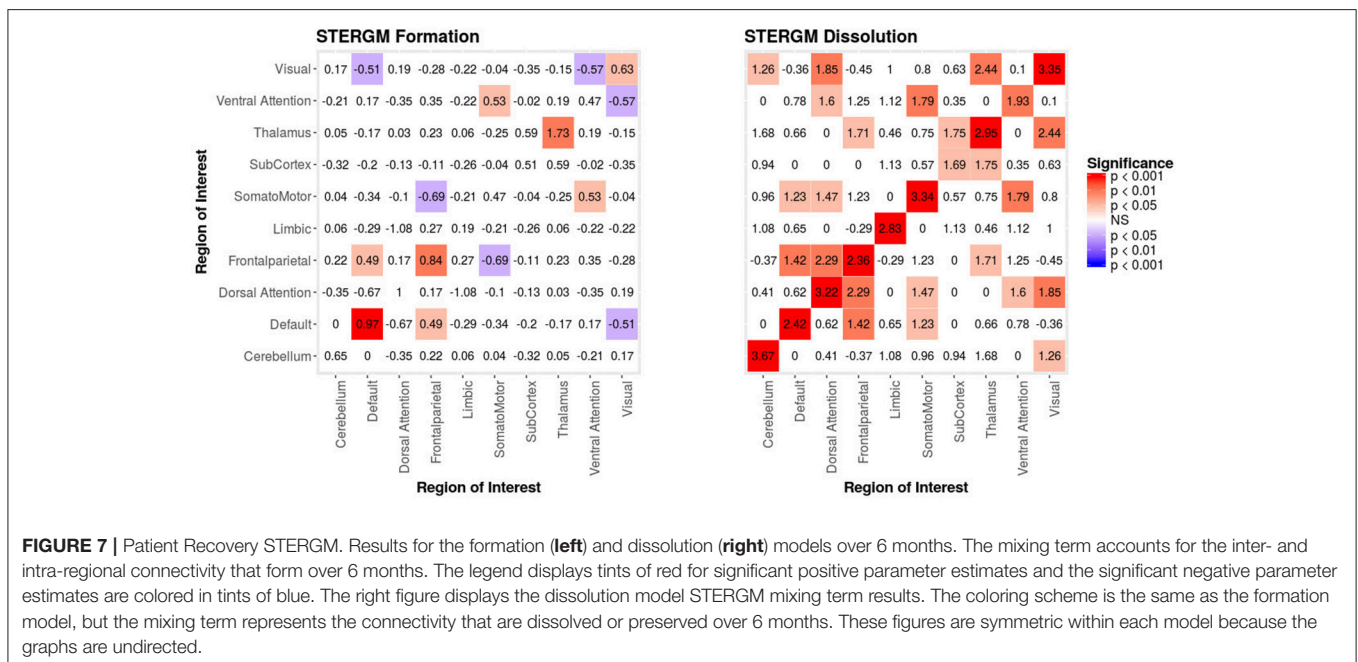 STERGM Formation
STERGM Dissolution
Region of Interest
Visual 0.17 -0.51 0.19 -0.28 -0.22 -0.04 -0.35 -0.15 -0.57 0.63
Ventral Attention -0.21 0.17 -0.35 0.35 -0.22 0.53 -0.02 0.19 0.47 -0.57
Thalamus 0.05 -0.17 0.03 0.23 0.06 -0.25 0.59 1.73 0.19 -0.15
SubCortex -0.32 -0.2 -0.13 -0.11 -0.26 -0.04 0.51 0.59 -0.02 -0.35
SomatoMotor 0.04 -0.34 -0.1 -0.69 -0.21 0.47 -0.04 -0.25 0.53 -0.04
Limbic 0.06 -0.29 -1.08 0.27 0.19 -0.21 -0.26 0.06 -0.22 -0.22
Frontalparietal 0.22 0.49 0.17 0.84 0.27 -0.69 -0.11 0.23 0.35 -0.28
Dorsal Attention -0.35 -0.67 1 0.17 -1.08 -0.1 -0.13 0.03 -0.35 0.19
Default 0 0.97 -0.67 0.49 -0.29 -0.34 -0.2 -0.17 0.17 -0.51
Cerebellum 0.65 0 -0.35 0.22 0.06 0.04 -0.32 0.05 -0.21 0.17
Cerebellum
Default
Dorsal Attention
Frontalparietal
Limbic
SomatoMotor
SubCortex
Thalamus
Ventral Attention
Visual
Region of Interest
Region of Interest
1.26 -0.36 1.85 -0.45 1 0.8 0.63 2.44 0.1 3.35
0 0.78 1.6 1.25 1.12 1.79 0.35 0 1.93 0.1
1.68 0.66 0 1.71 0.46 0.75 1.75 2.95 0 2.44
0.94 0 0 0 1.13 0.57 1.69 1.75 0.35 0.63
0.96 1.23 1.47 1.23 0 3.34 0.57 0.75 1.79 0.8
1.08 0.65 0 -0.29 2.83 0 1.13 0.46 1.12 1
-0.37 1.42 2.29 2.36 -0.29 1.23 0 1.71 1.25 -0.45
0.41 0.62 3.22 2.29 0 1.47 0 0 1.6 1.85
0 2.42 0.62 1.42 0.65 1.23 0 0.66 0.78 -0.36
3.67 0 0.41 -0.37 1.08 0.96 0.94 1.68 0 1.26
Cerebellum
Default
Dorsal Attention
Frontalparietal
Limbic
SomatoMotor
SubCortex
Thalamus
Ventral Attention
Visual
Region of Interest
Significance
p < 0.001
p < 0.01
p < 0.05
NS
p < 0.05
p < 0.01
p < 0.001
FIGURE 7 | Patient Recovery STERGM. Results for the formation (left) and dissolution (right) models over 6 months. The mixing term accounts for the inter- and
intra-regional connectivity that form over 6 months. The legend displays tints of red for significant positive parameter estimates and the significant negative parameter
estimates are colored in tints of blue. The right figure displays the dissolution model STERGM mixing term results. The coloring scheme is the same as the formation
model, but the mixing term represents the connectivity that are dissolved or preserved over 6 months. These figures are symmetric within each model because the
graphs are undirected.